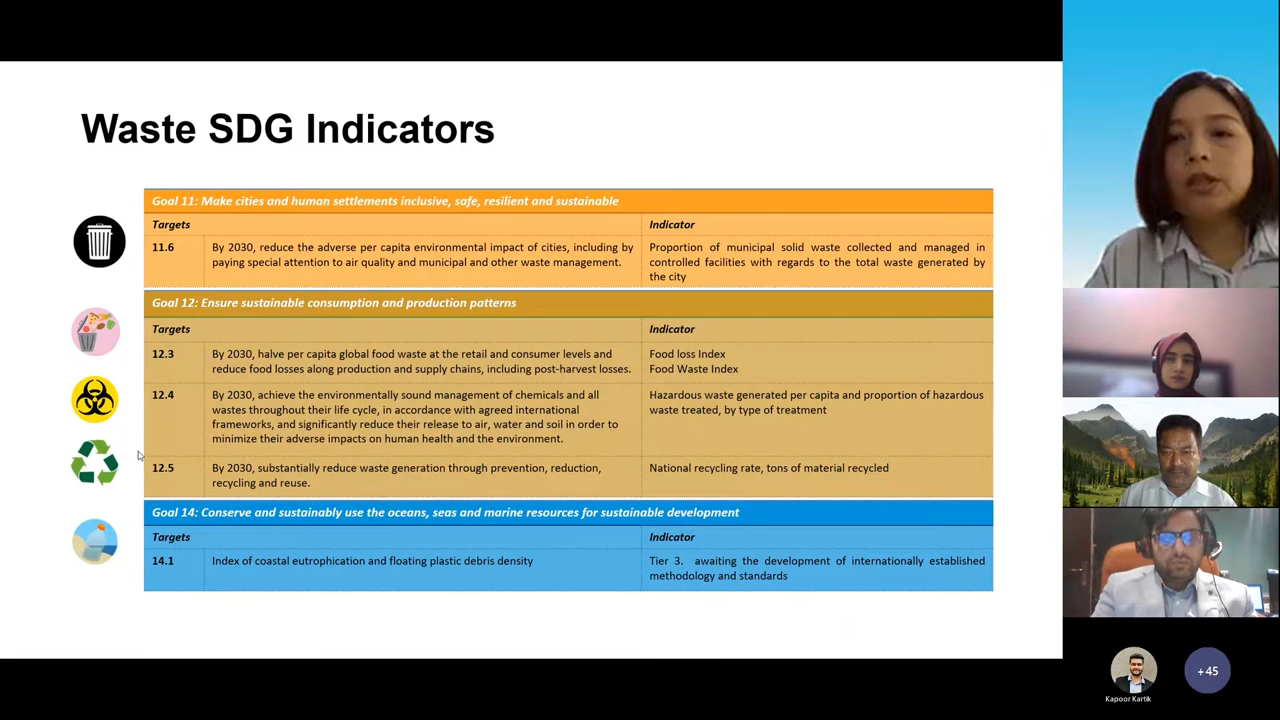 Waste SDG Indicators
Goal 11: Make cities and human settlements inclusive, safe, resilient and sustainable
Targets
Indicator
11.6
By 2030, reduce the adverse per capita environmental impact of cities, including by
paying special attention to air quality and municipal and other waste management.
Proportion of municipal solid waste collected and managed in
controlled facilities with regards to the total waste generated by
the city
Goal 12: Ensure sustainable consumption and production patterns
Targets
Indicator
12.3
By 2030, halve per capita global food waste at the retail and consumer levels and
reduce food losses along production and supply chains, including post-harvest losses.
Food loss Index
Food Waste Index
12.4
By 2030, achieve the environmentally sound management of chemicals and all
wastes throughout their life cycle, in accordance with agreed international
frameworks, and significantly reduce their release to air, water and soil in order to
minimize their adverse impacts on human health and the environment.
Hazardous waste generated per capita and proportion of hazardous
waste treated, by type of treatment
12.5
By 2030, substantially reduce waste generation through prevention, reduction,
recycling and reuse.
National recycling rate, tons of material recycled
Goal 14: Conserve and sustainably use the oceans, seas and marine resources for sustainable development
Targets
Indicator
14.1
Index of coastal eutrophication and floating plastic debris density
Tier 3. awaiting the development of internationally established
methodology and standards
Kapoor Kartik
+45